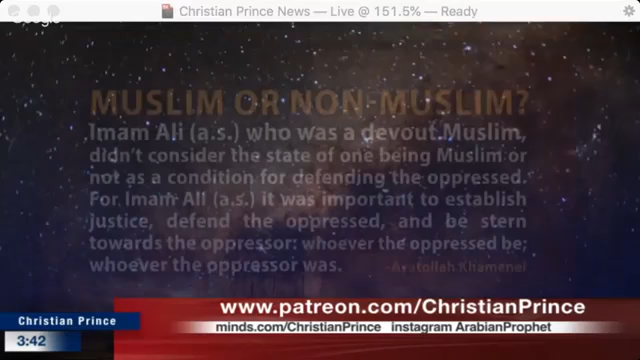 Christian Prince News — Live @ 151.5% — Ready
Google
MUSLIM OR NON-MUSLIM?
Imam Ali (a.s.) who was a devout Muslim,
didn't consider the state of one being Muslim or
not as a condition for defending the oppressed.
For Imam Ali (a.s.) it was important to establish
justice, defend the oppressed, and be stern
towards the oppressor: whoever the oppressed be;
whoever the oppressor was. -Ayatollah Khamenei
www.patreon.com/ChristianPrince
Christian Prince
minds.com/ChristianPrince instagram ArabianProphet
3:42